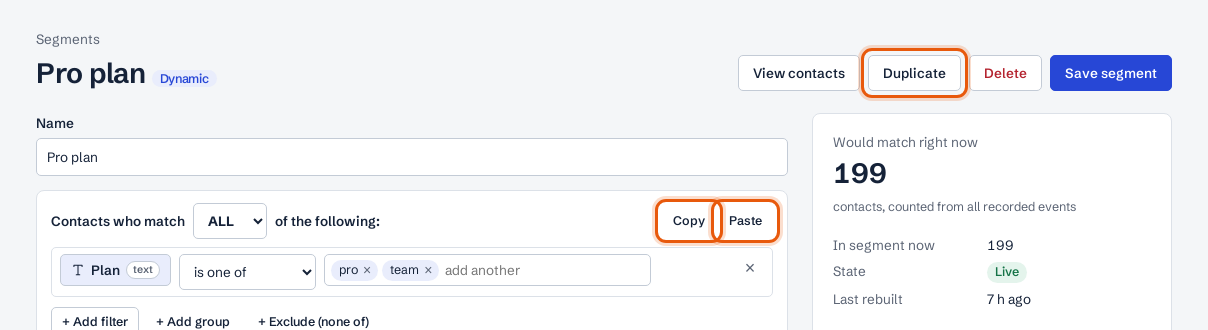 Segments
Pro plan Dynamic
View contacts Duplicate Delete Save segment
Name
Pro plan
Contacts who match ALL of the following: Copy Paste
T Plan text is one of pro × team × add another ×
+ Add filter + Add group + Exclude (none of)
Would match right now
199
contacts, counted from all recorded events
In segment now 199
State Live
Last rebuilt 7 h ago